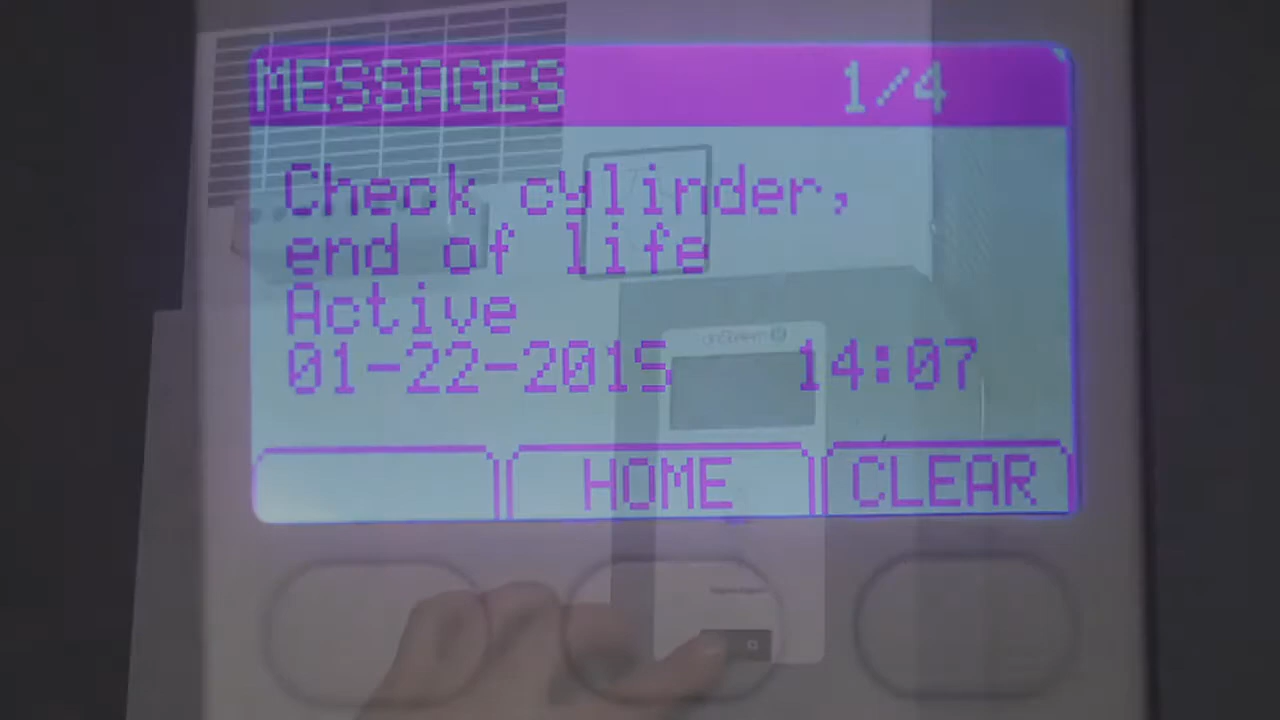 MESSAGES 1/4
Check cylinder,
end of life
Active
01-22-2015 14:07
HOME CLEAR